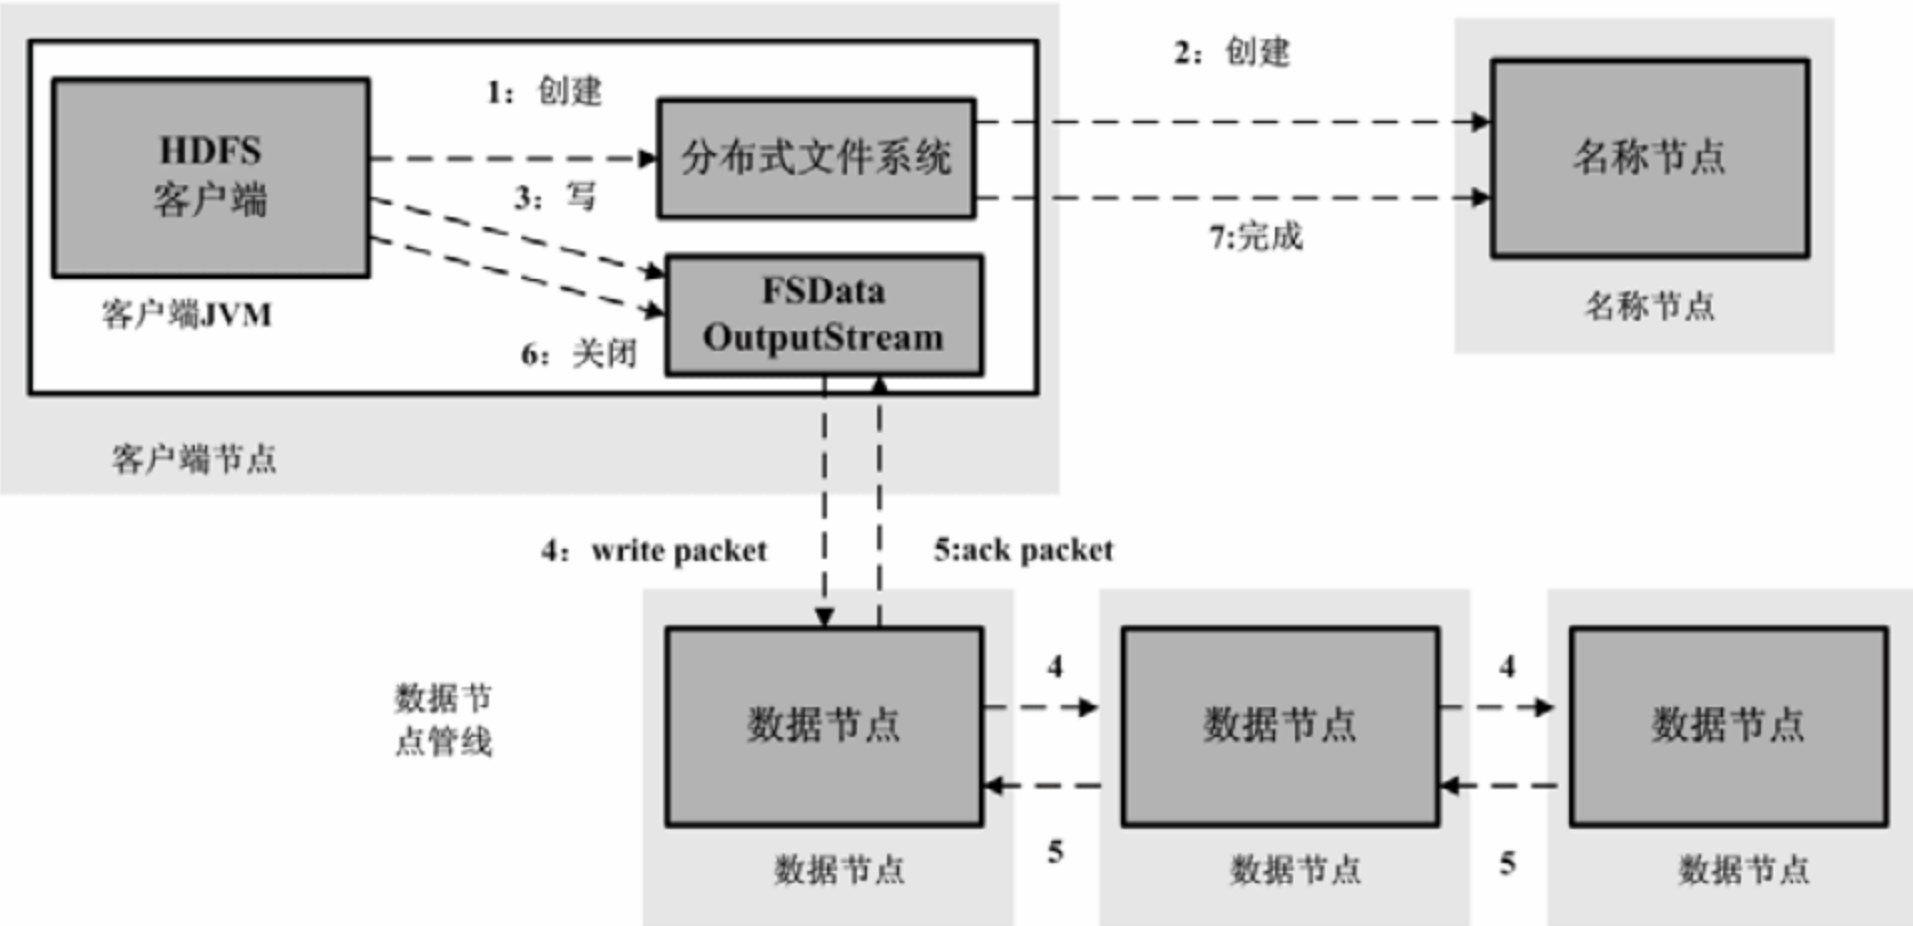 2：创建
1：创建
HDFS
客户端
分布式文件系统
名称节点
3：写
7:完成
FSData
OutputStream
客户端JVM
名称节点
6：关闭
客户端节点
4：write packet
5:ack packet
4
4
数据节
点管线
数据节点
数据节点
数据节点
5
5
数据节点
数据节点
数据节点